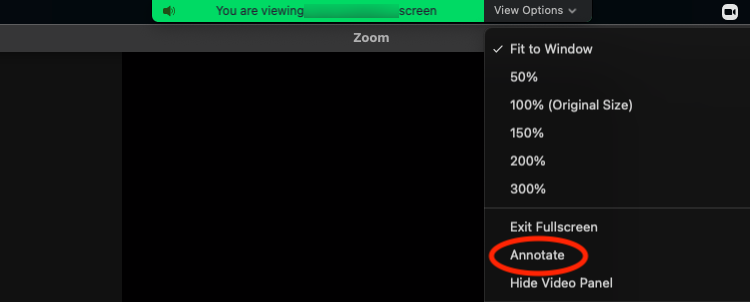 You are viewing screen
View Options
Zoom
Fit to Window
50%
100% (Original Size)
150%
200%
300%
Exit Fullscreen
Annotate
Hide Video Panel